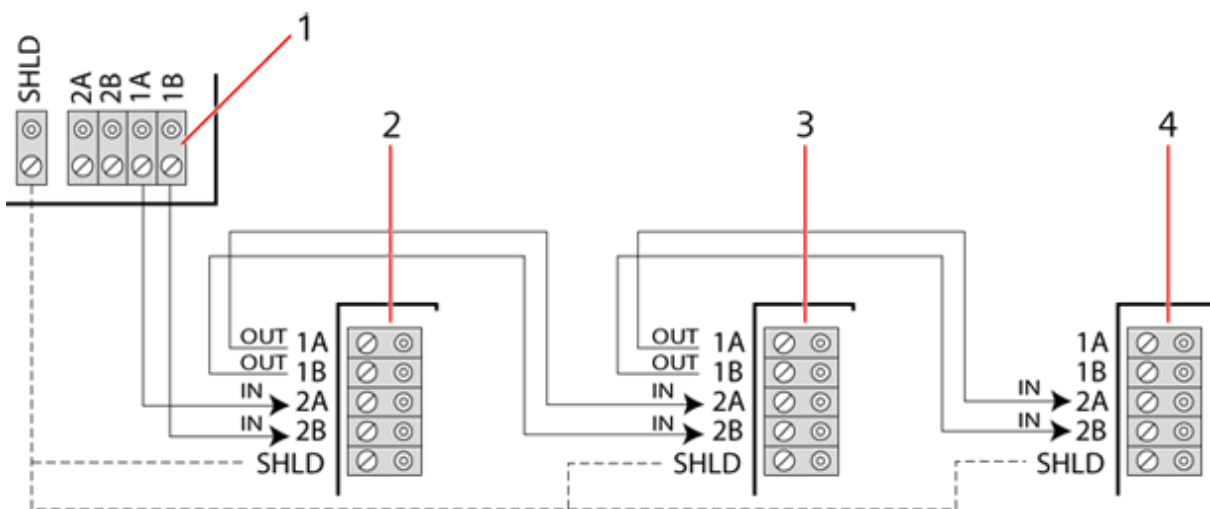 1
SHLD
2A
2B
1A
1B
2
3
4
OUT 1A
OUT 1B
IN 2A
IN 2B
SHLD
OUT 1A
OUT 1B
IN 2A
IN 2B
SHLD
1A
1B
IN 2A
IN 2B
SHLD